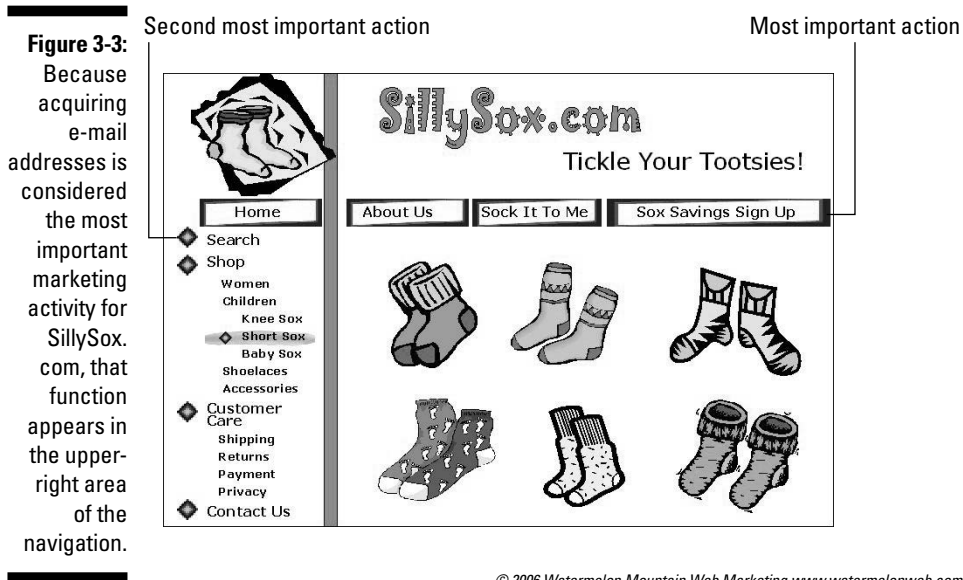 Second most important action
Most important action
Figure 3-3:
Because
acquiring
e-mail
addresses is
considered
the most
important
marketing
activity for
SillySox.
com, that
function
appears in
the upper-
right area
of the
navigation.
SillySox.com
Tickle Your Tootsies!
Home
About Us
Sock It To Me
Sox Savings Sign Up
Search
Shop
Women
Children
Knee Sox
Short Sox
Baby Sox
Shoelaces
Accessories
Customer
Care
Shipping
Returns
Payment
Privacy
Contact Us
© 2006 Watermelon Mountain Web Marketing www.watermelonweb.com